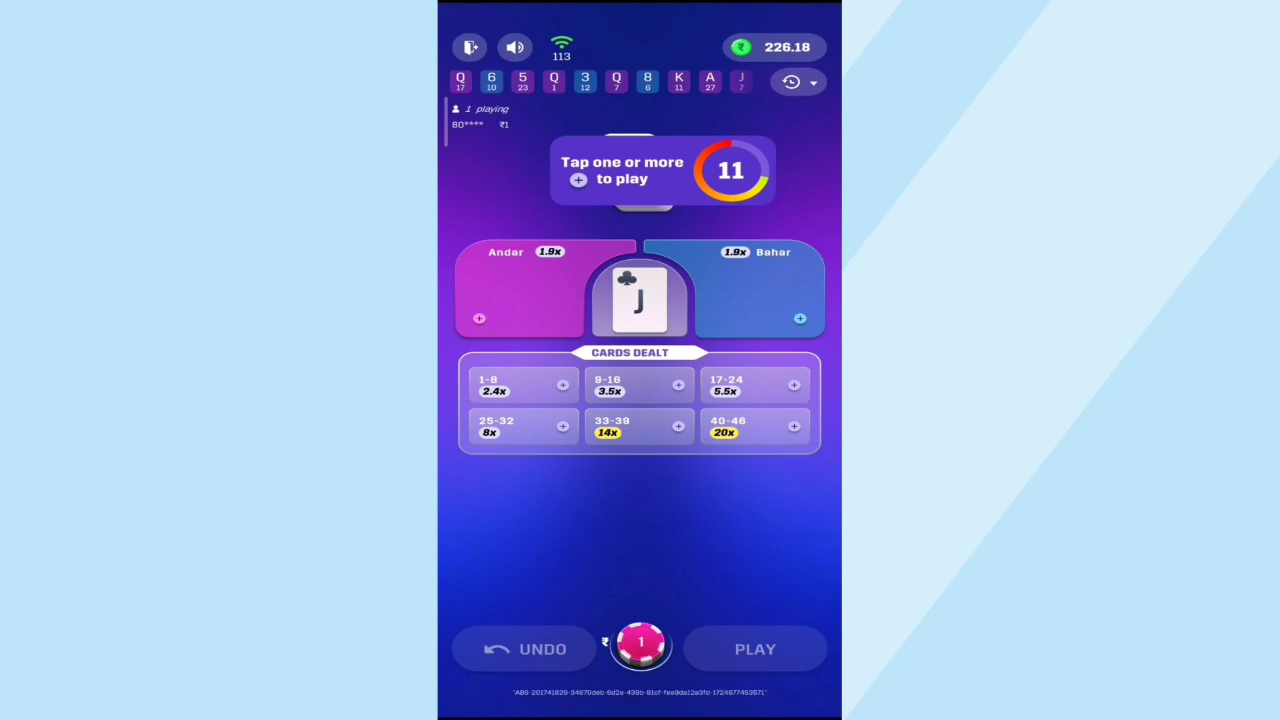 113
₹ 226.18
Q 6 5 Q 3 Q 8 K A J
17 10 23 1 12 7 6 11 27 7
1 playing
80**** ₹1
Tap one or more
+ to play
11
Andar 1.9x
1.9x Bahar
J
CARDS DEALT
1-8 9-16 17-24
2.4x 3.5x 5.5x
25-32 33-39 40-46
8x 14x 20x
UNDO
₹ 1
PLAY